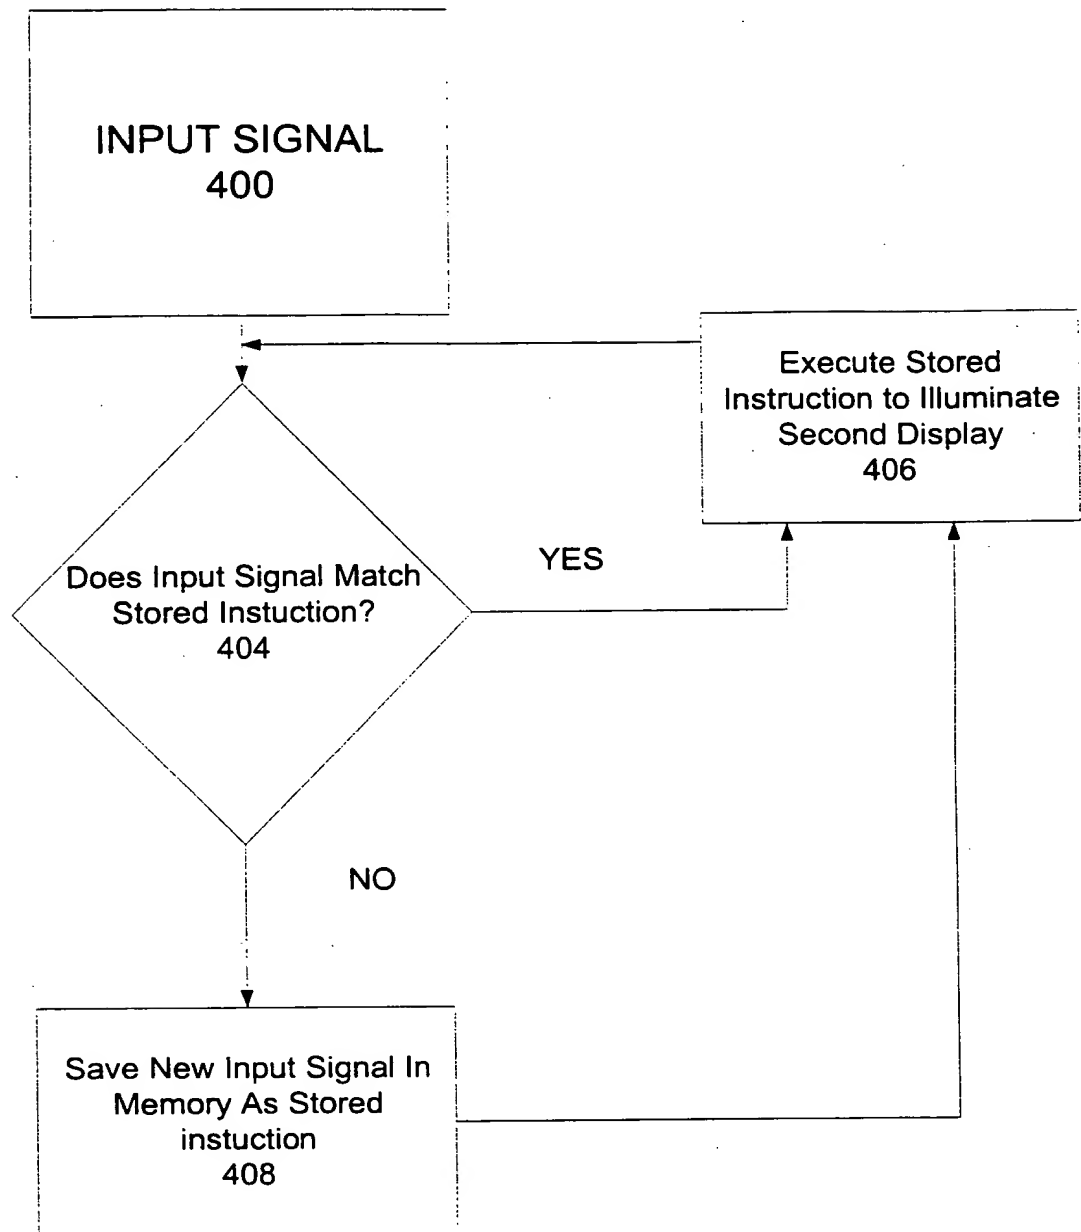 INPUT SIGNAL
400
Execute Stored
Instruction to Illuminate
Second Display
406
YES
Does Input Signal Match
Stored Instuction?
404
NO
Save New Input Signal In
Memory As Stored
instuction
408